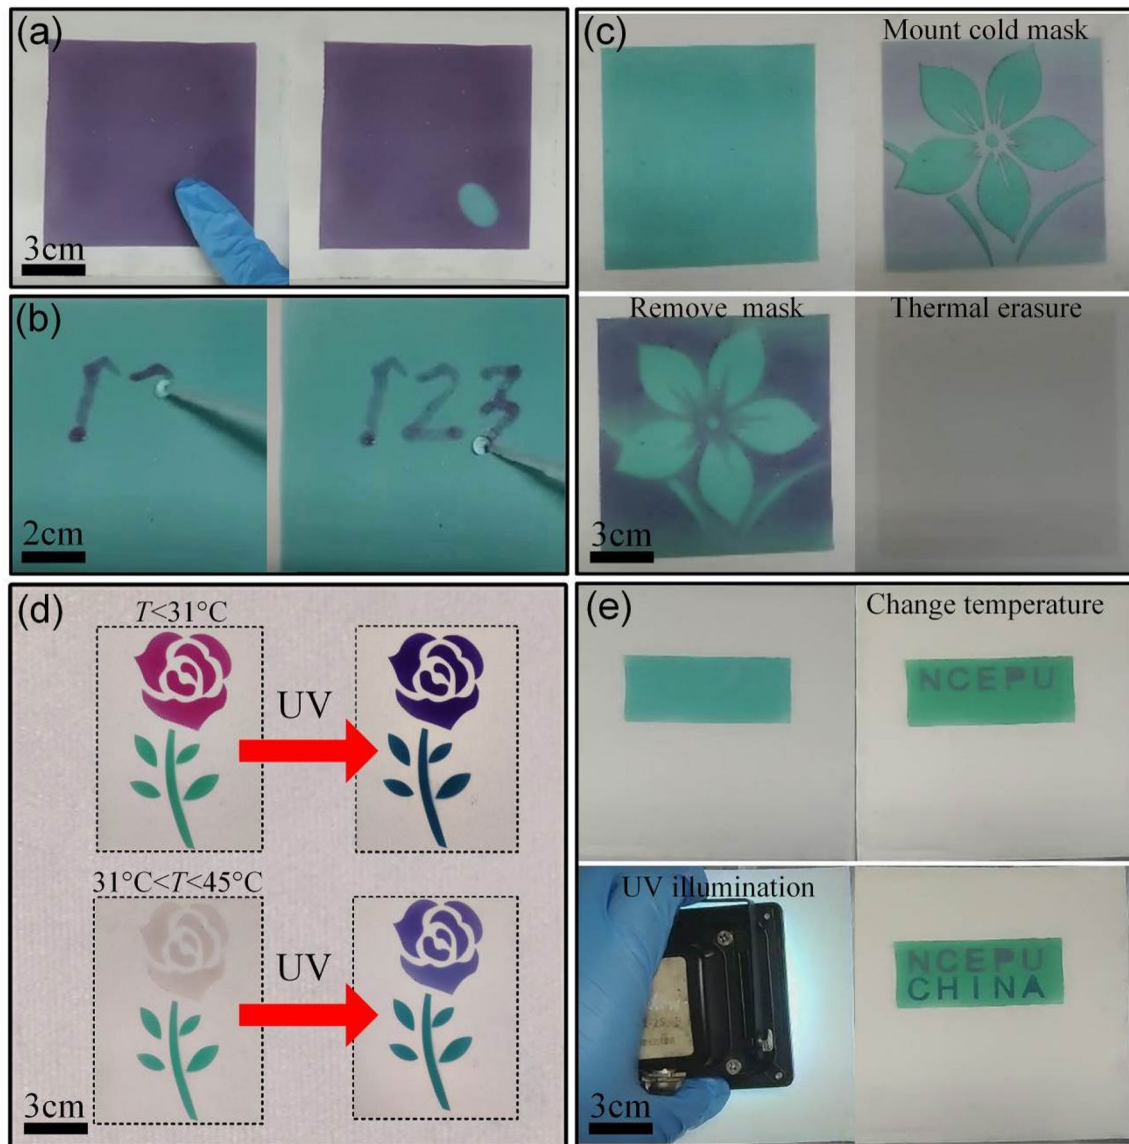 (a)
3cm
(b)
123
2cm
(c)
Mount cold mask
Remove mask
Thermal erasure
3cm
(d)
T<31°C
UV
31°C<T<45°C
UV
3cm
(e)
Change temperature
NCEPU
UV illumination
NCEPU
CHINA
3cm